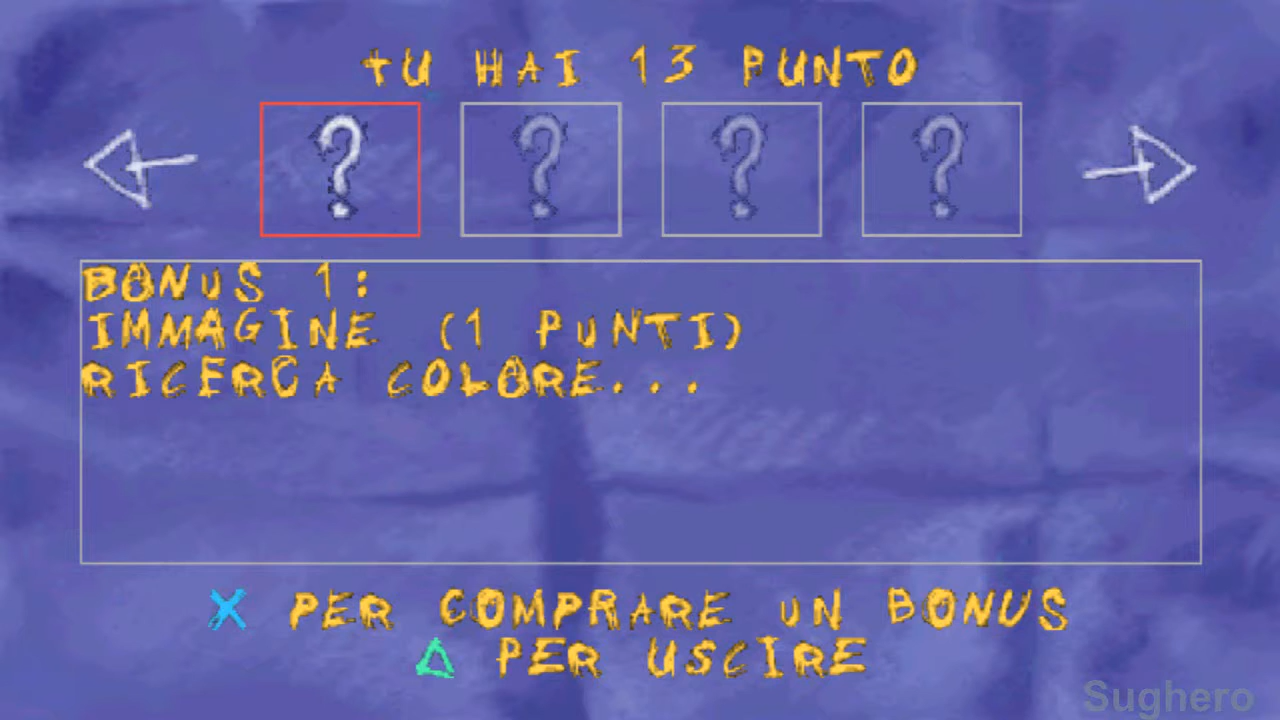 tU HAI 13 PUNTO
BONUS 1:
IMMAGINE (1 PUNTI)
RICERCA COLORE...
X PER COMPRARE UN BONUS
Δ PER USCIRE
Sughero